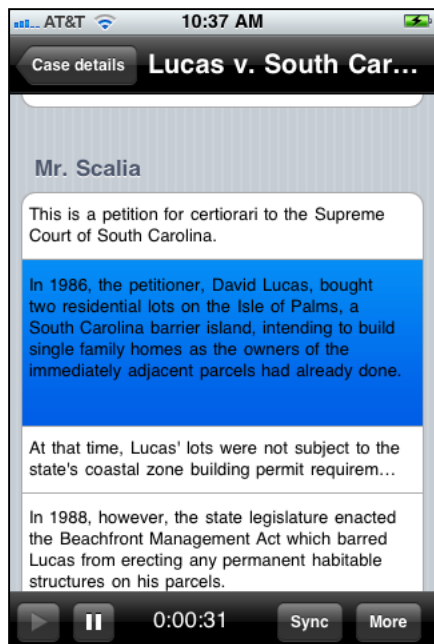 AT&T 10:37 AM
Case details Lucas v. South Car...
Mr. Scalia
This is a petition for certiorari to the Supreme
Court of South Carolina.
In 1986, the petitioner, David Lucas, bought
two residential lots on the Isle of Palms, a
South Carolina barrier island, intending to build
single family homes as the owners of the
immediately adjacent parcels had already done.
At that time, Lucas' lots were not subject to the
state's coastal zone building permit requirem...
In 1988, however, the state legislature enacted
the Beachfront Management Act which barred
Lucas from erecting any permanent habitable
structures on his parcels.
0:00:31 Sync More